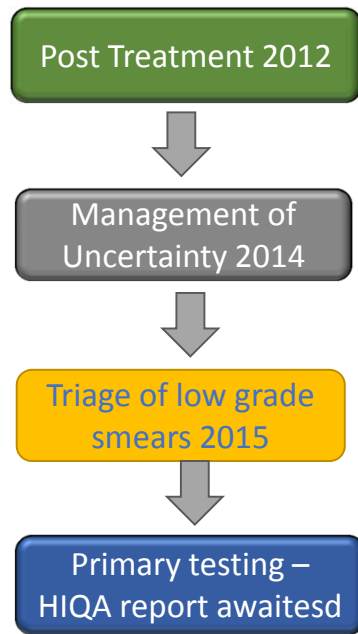 Post Treatment 2012
Management of
Uncertainty 2014
Triage of low grade
smears 2015
Primary testing –
HIQA report awaitesd